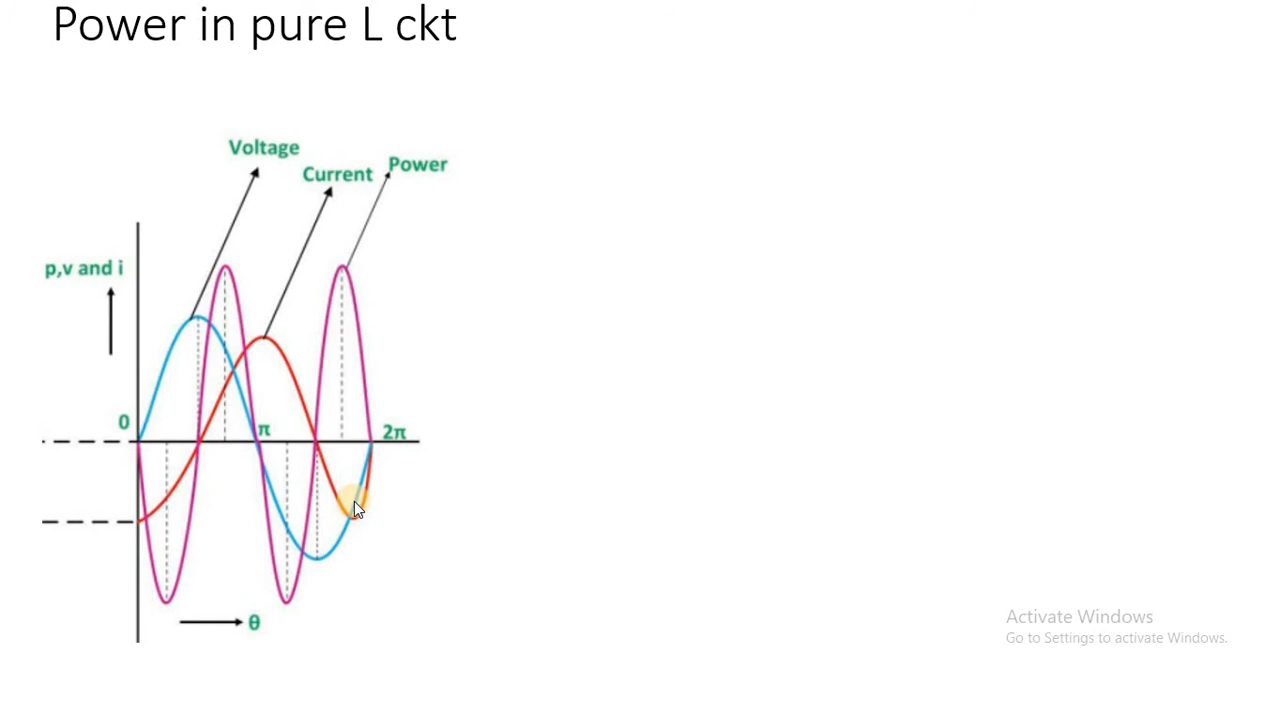 Power in pure L ckt
Voltage
Current
Power
p,v and i
0
π
2π
θ
Activate Windows
Go to Settings to activate Windows.